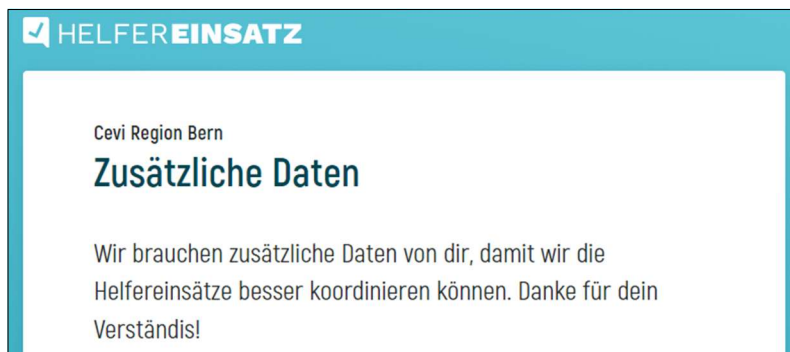 HELFEREINSATZ
Cevi Region Bern
Zusätzliche Daten
Wir brauchen zusätzliche Daten von dir, damit wir die
Helfereinsätze besser koordinieren können. Danke für dein
Verständis!